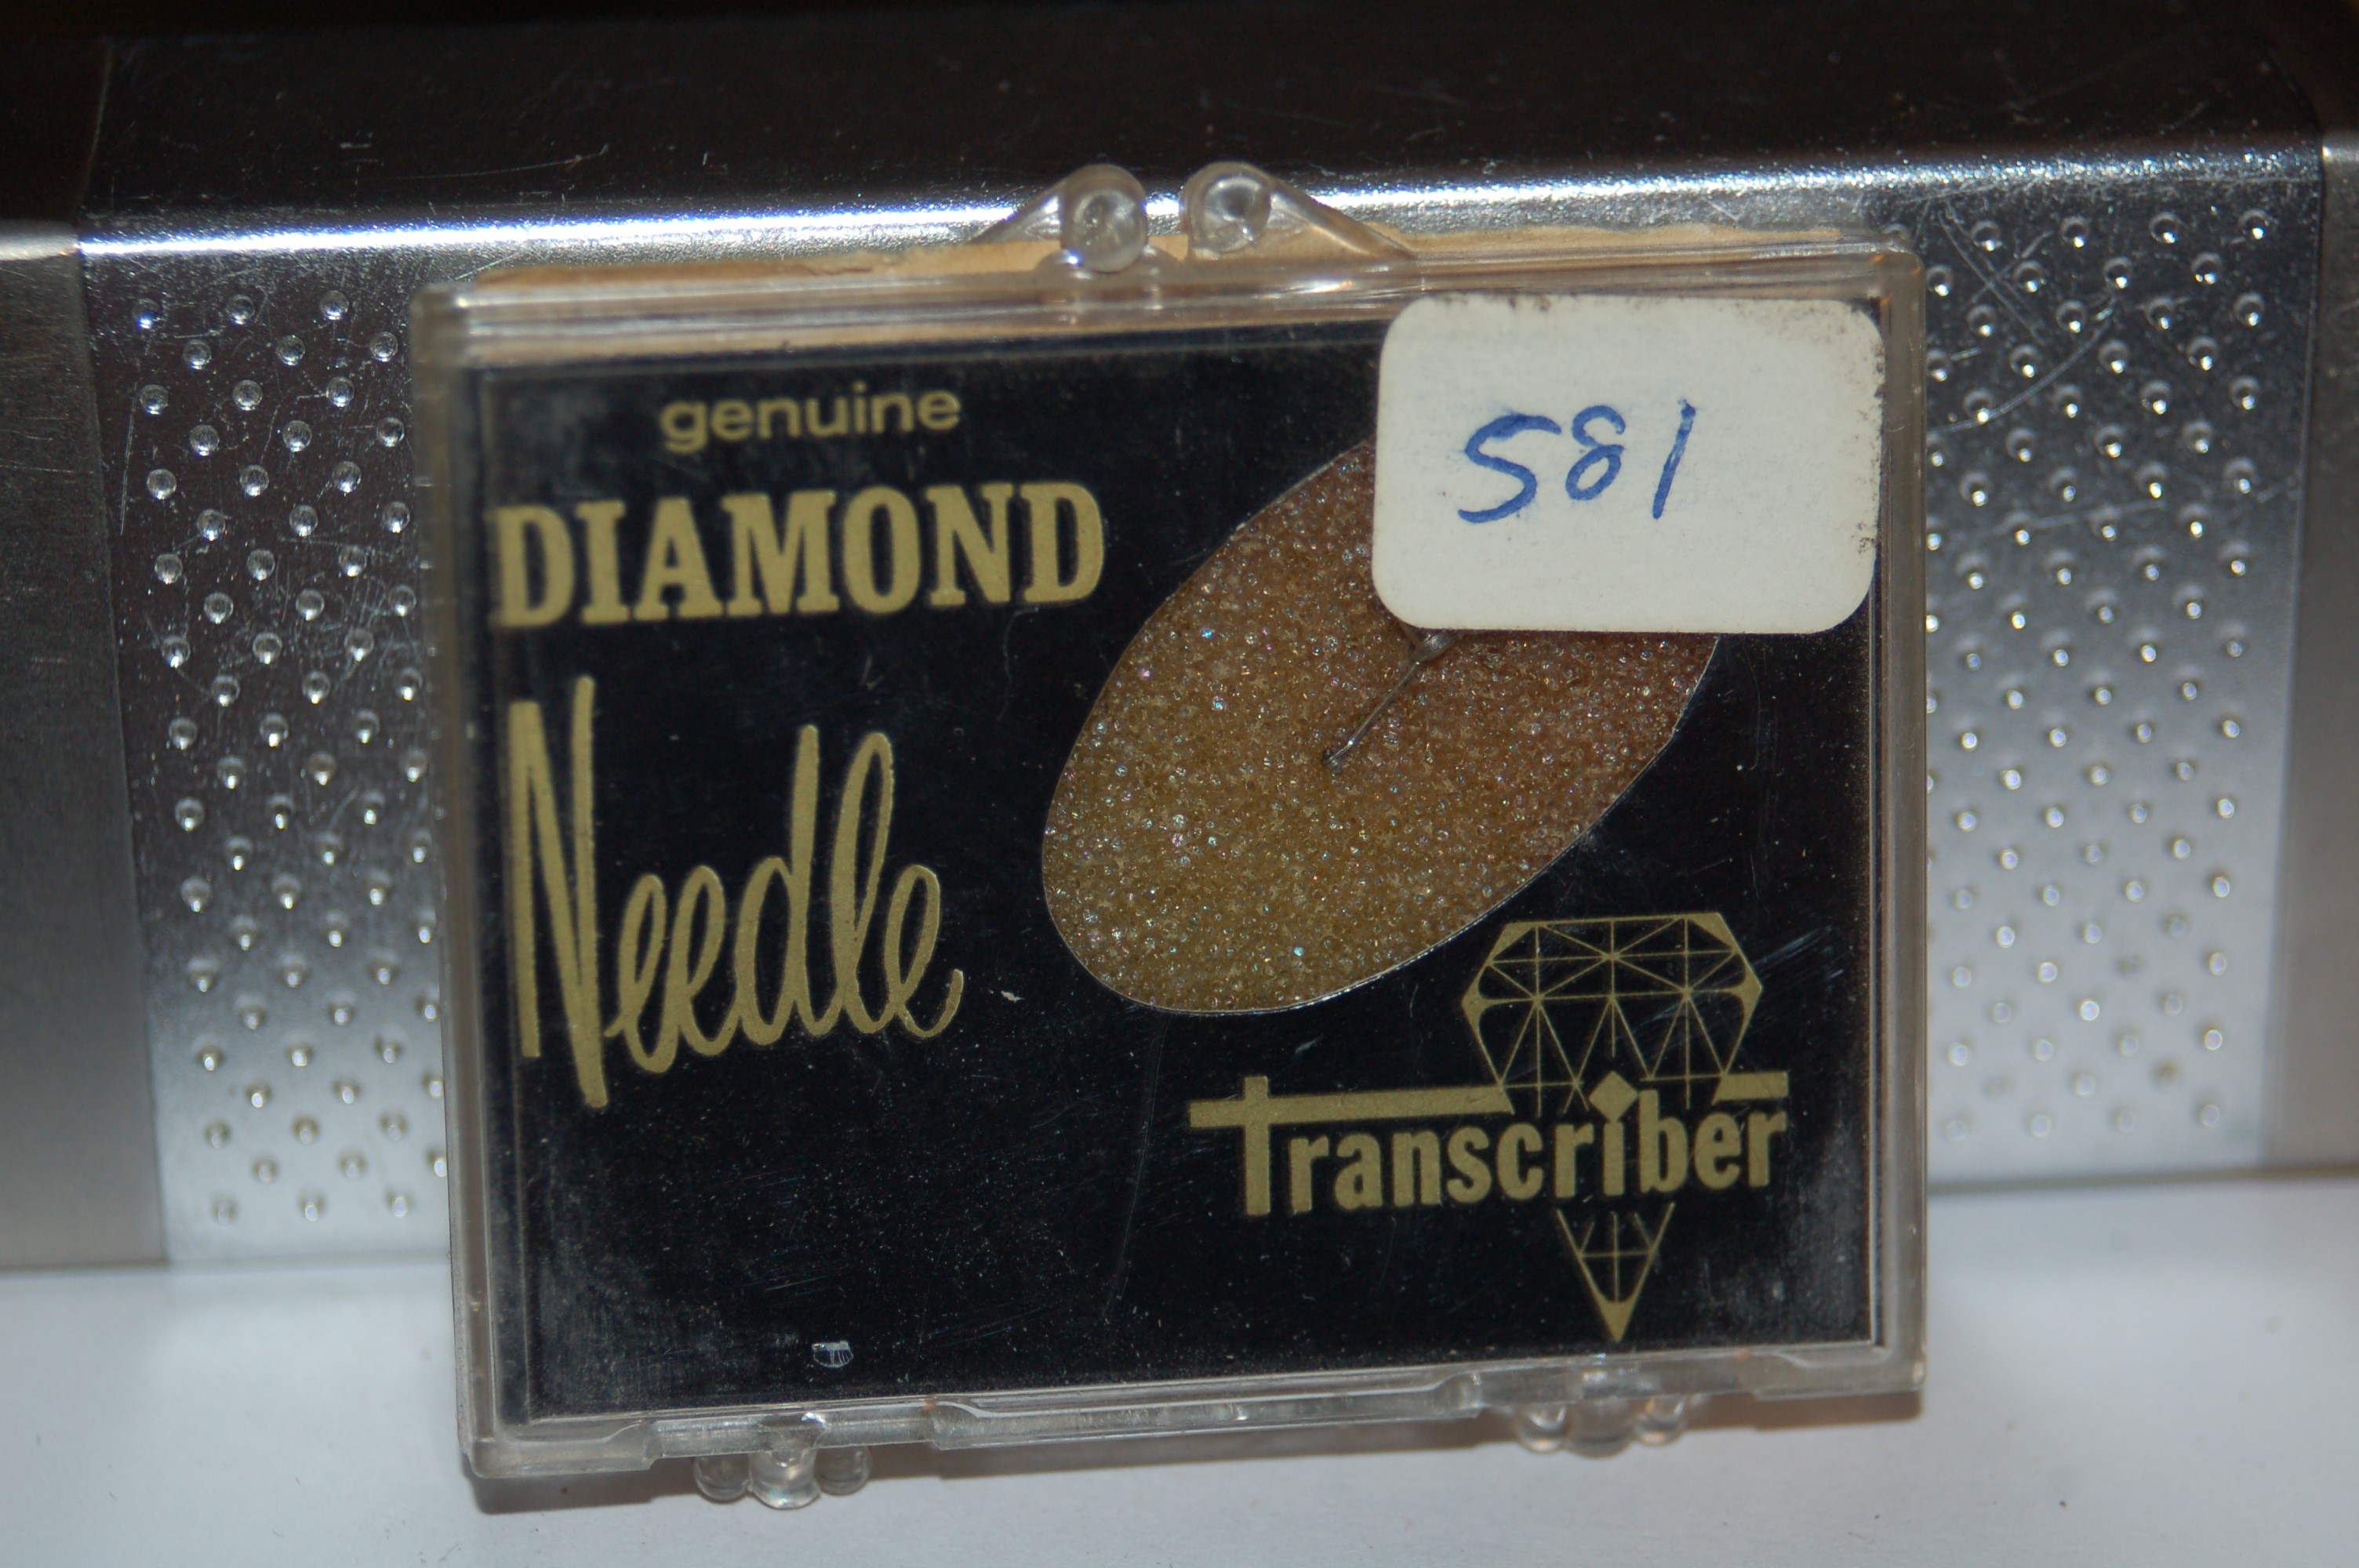 genuine
DIAMOND
Needle
581
Transcriber